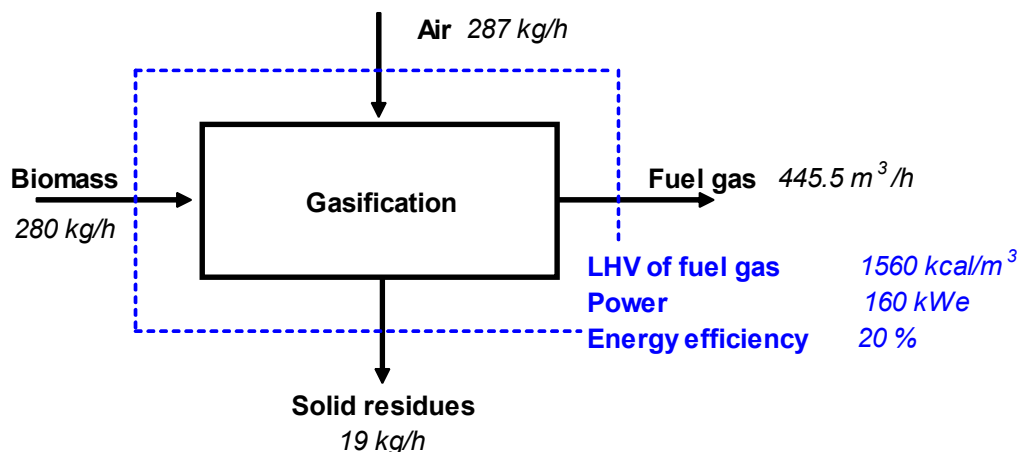 Air 287 kg/h
Biomass
280 kg/h
Gasification
Fuel gas 445.5 m³/h
LHV of fuel gas 1560 kcal/m³
Power 160 kWe
Energy efficiency 20 %
Solid residues
19 kg/h